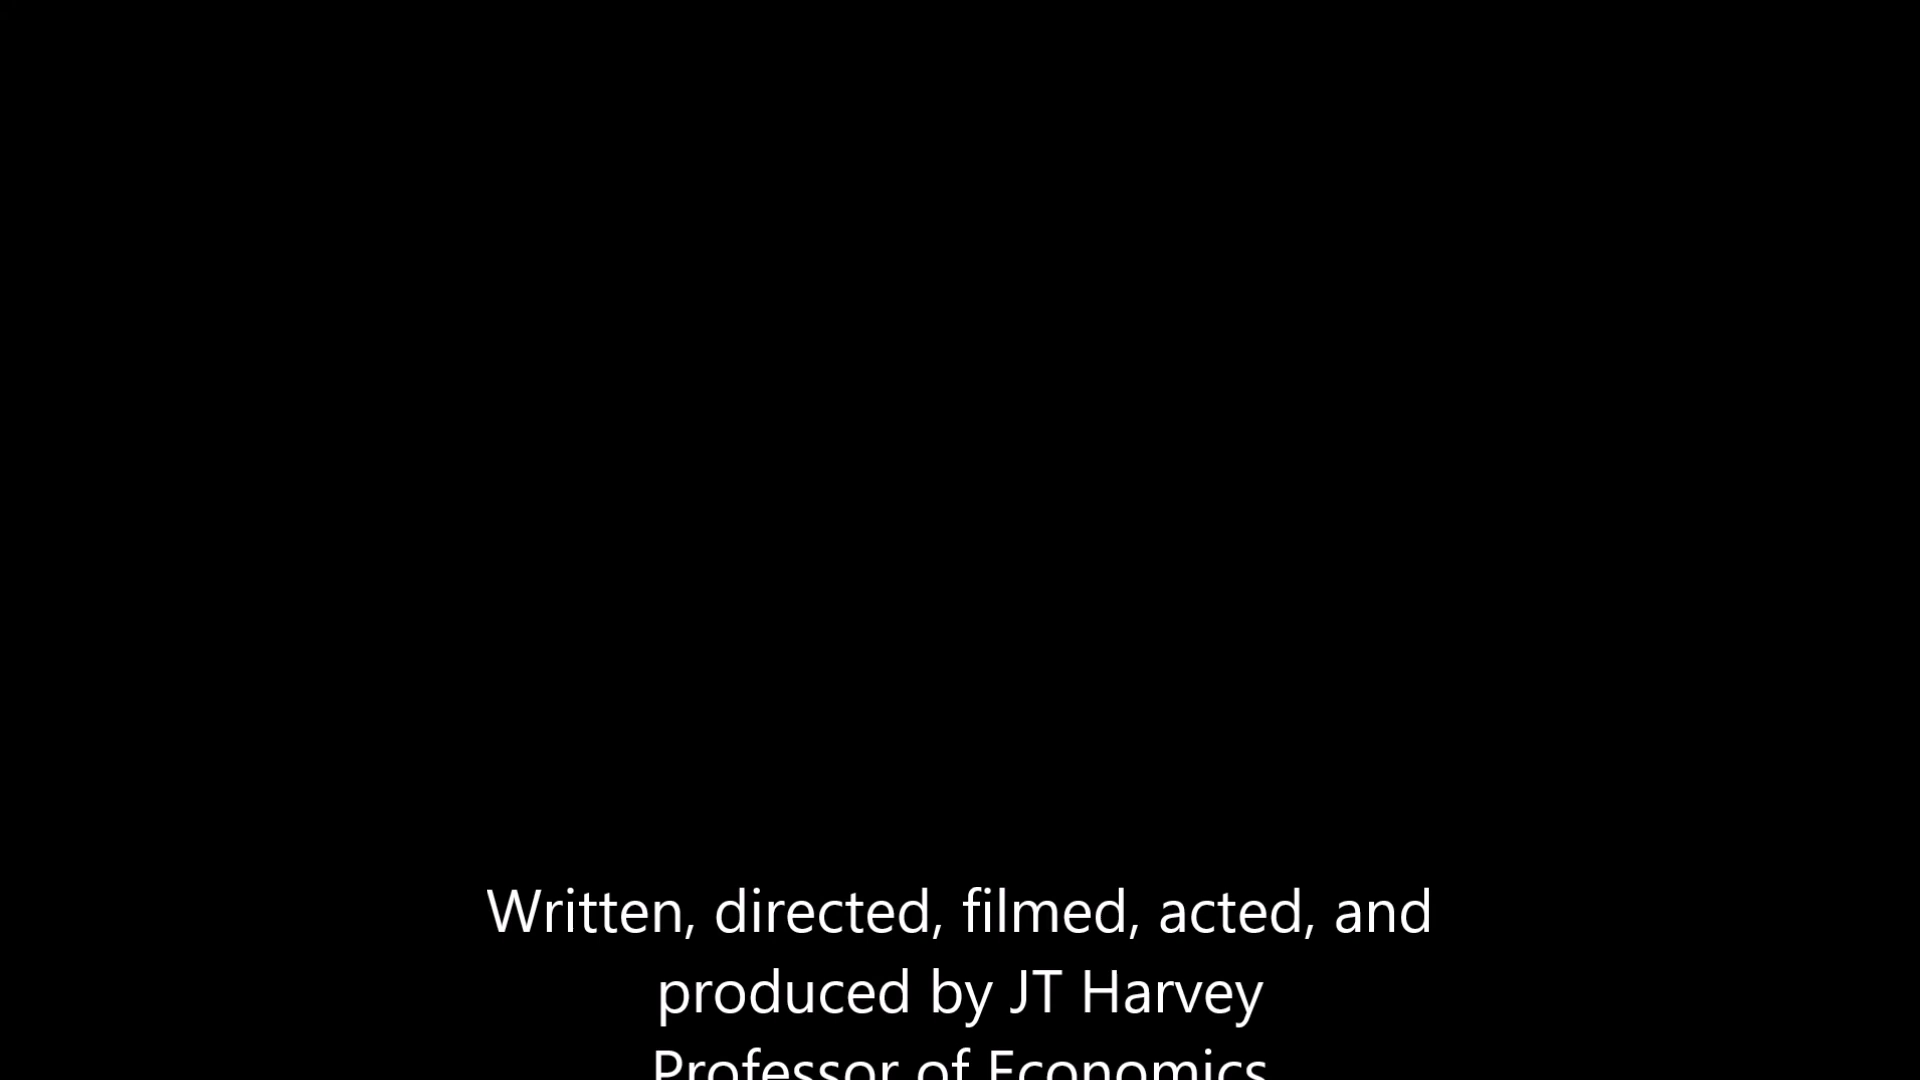 Written, directed, filmed, acted, and
produced by JT Harvey
Professor of Economics